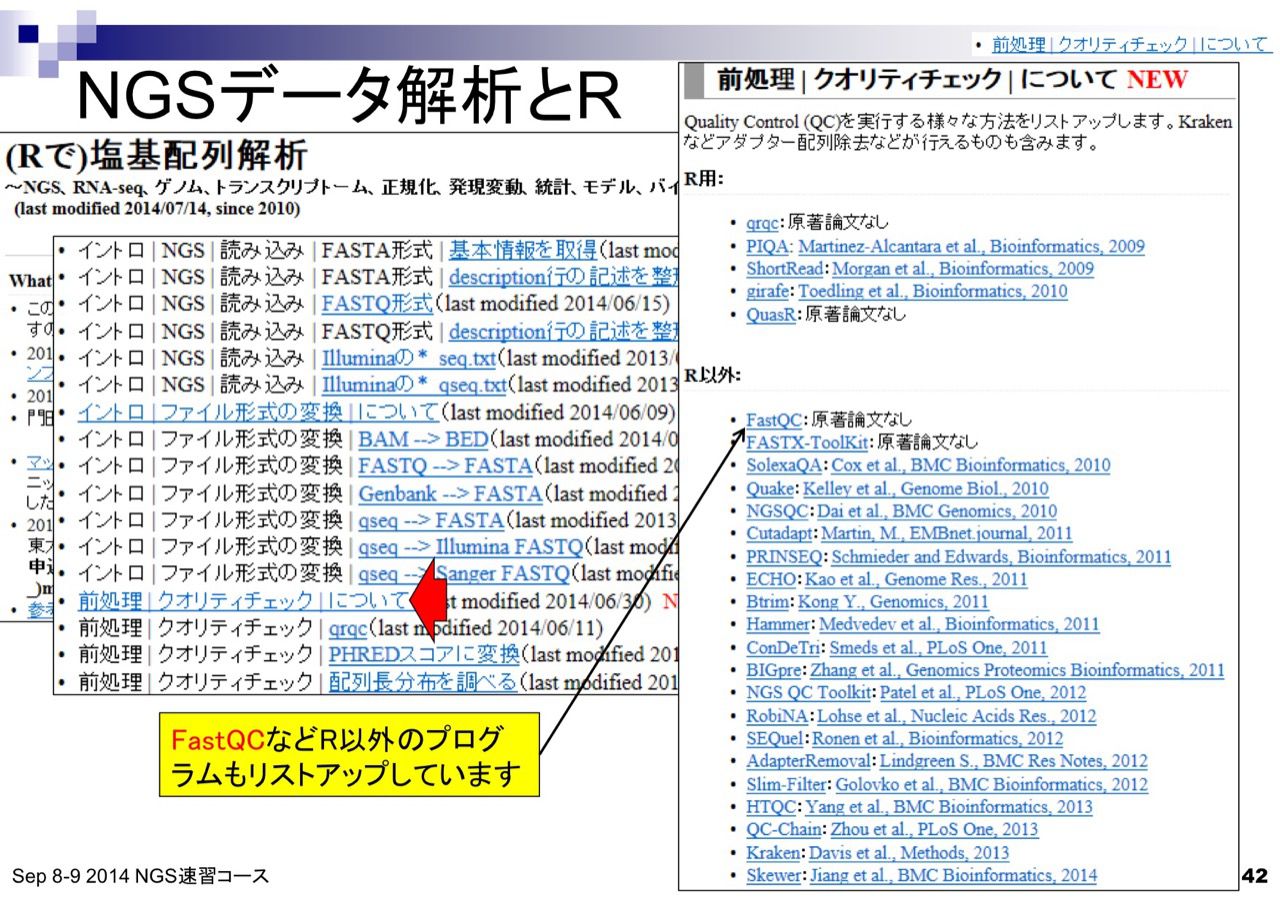 • 前処理 | クオリティチェック | について
NGSデータ解析とR
(Rで)塩基配列解析
～NGS、RNA-seq、ゲノム、トランスクリプトーム、正規化、発現変動、統計、モデル、バイ
(last modified 2014/07/14, since 2010)
What
• この
すの
• 201
ンフ
• 201
• 門田
• マッ
ニッ
した
• 201
東大
申込
_)m
• 参考
• イントロ | NGS | 読み込み | FASTA形式 | 基本情報を取得(last mod
• イントロ | NGS | 読み込み | FASTA形式 | description行の記述を整形
• イントロ | NGS | 読み込み | FASTQ形式(last modified 2014/06/15)
• イントロ | NGS | 読み込み | FASTQ形式 | description行の記述を整形
• イントロ | NGS | 読み込み | Illuminaの*_seq.txt(last modified 2013/
• イントロ | NGS | 読み込み | Illuminaの*_qseq.txt(last modified 2013
• イントロ | ファイル形式の変換 | について(last modified 2014/06/09)
• イントロ | ファイル形式の変換 | BAM --> BED(last modified 2014/0
• イントロ | ファイル形式の変換 | FASTQ --> FASTA(last modified 20
• イントロ | ファイル形式の変換 | Genbank --> FASTA(last modified 2
• イントロ | ファイル形式の変換 | qseq --> FASTA(last modified 2013
• イントロ | ファイル形式の変換 | qseq --> Illumina FASTQ(last modifi
• イントロ | ファイル形式の変換 | qseq --> Sanger FASTQ(last modifie
• 前処理 | クオリティチェック | について st modified 2014/06/30) N
• 前処理 | クオリティチェック | qrqc(last modified 2014/06/11)
• 前処理 | クオリティチェック | PHREDスコアに変換(last modified 201
• 前処理 | クオリティチェック | 配列長分布を調べる(last modified 201
FastQCなどR以外のプログ
ラムもリストアップしています
前処理 | クオリティチェック | について NEW
Quality Control (QC)を実行する様々な方法をリストアップします。Kraken
などアダプター配列除去などが行えるものも含みます。
R用:
• qrqc:原著論文なし
• PIQA: Martinez-Alcantara et al., Bioinformatics, 2009
• ShortRead: Morgan et al., Bioinformatics, 2009
• girafe: Toedling et al., Bioinformatics, 2010
• QuasR:原著論文なし
R以外:
• FastQC:原著論文なし
• FASTX-ToolKit:原著論文なし
• SolexaQA: Cox et al., BMC Bioinformatics, 2010
• Quake: Kelley et al., Genome Biol., 2010
• NGSQC: Dai et al., BMC Genomics, 2010
• Cutadapt: Martin, M., EMBnet.journal, 2011
• PRINSEQ: Schmieder and Edwards, Bioinformatics, 2011
• ECHO: Kao et al., Genome Res., 2011
• Btrim: Kong Y., Genomics, 2011
• Hammer: Medvedev et al., Bioinformatics, 2011
• ConDeTri: Smeds et al., PLoS One, 2011
• BIGpre: Zhang et al., Genomics Proteomics Bioinformatics, 2011
• NGS QC Toolkit: Patel et al., PLoS One, 2012
• RobiNA: Lohse et al., Nucleic Acids Res., 2012
• SEQuel: Ronen et al., Bioinformatics, 2012
• AdapterRemoval: Lindgreen S., BMC Res Notes, 2012
• Slim-Filter: Golovko et al., BMC Bioinformatics, 2012
• HTQC: Yang et al., BMC Bioinformatics, 2013
• QC-Chain: Zhou et al., PLoS One, 2013
• Kraken: Davis et al., Methods, 2013
• Skewer: Jiang et al., BMC Bioinformatics, 2014
Sep 8-9 2014 NGS速習コース
42